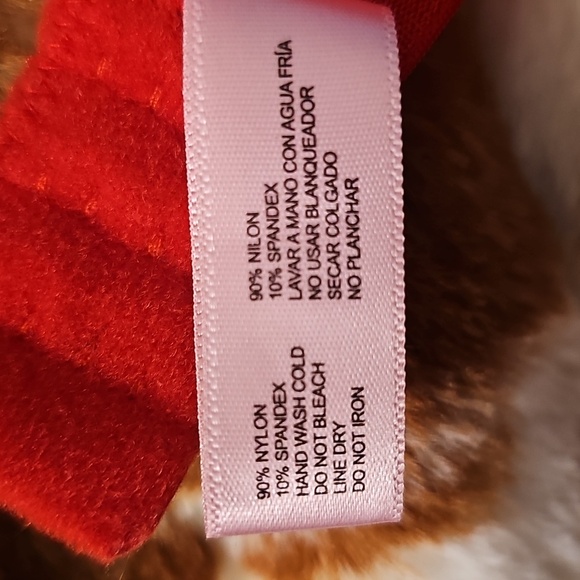 90% NILON
10% SPANDEX
LAVAR A MANO CON AGUA FRÍA
NO USAR BLANQUEADOR
SECAR COLGADO
NO PLANCHAR
90% NYLON
10% SPANDEX
HAND WASH COLD
DO NOT BLEACH
LINE DRY
DO NOT IRON